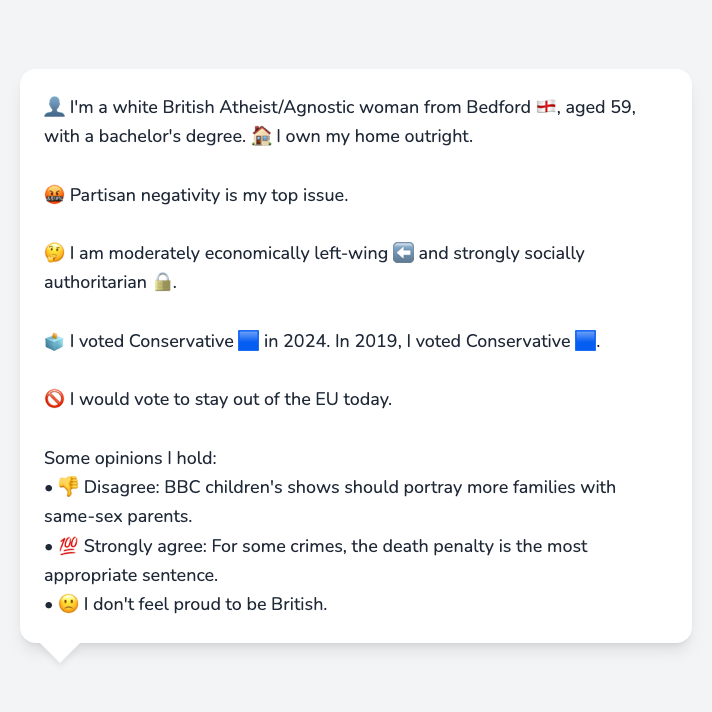 👤 I'm a white British Atheist/Agnostic woman from Bedford 🏴󠁧󠁢󠁥󠁮󠁧󠁿, aged 59,
with a bachelor's degree. 🏠 I own my home outright.
🤬 Partisan negativity is my top issue.
🤔 I am moderately economically left-wing ⬅️ and strongly socially
authoritarian 🔒.
🗳️ I voted Conservative 🟦 in 2024. In 2019, I voted Conservative 🟦.
🚫 I would vote to stay out of the EU today.
Some opinions I hold:
• 👎 Disagree: BBC children's shows should portray more families with
same-sex parents.
• 💯 Strongly agree: For some crimes, the death penalty is the most
appropriate sentence.
• 🙁 I don't feel proud to be British.